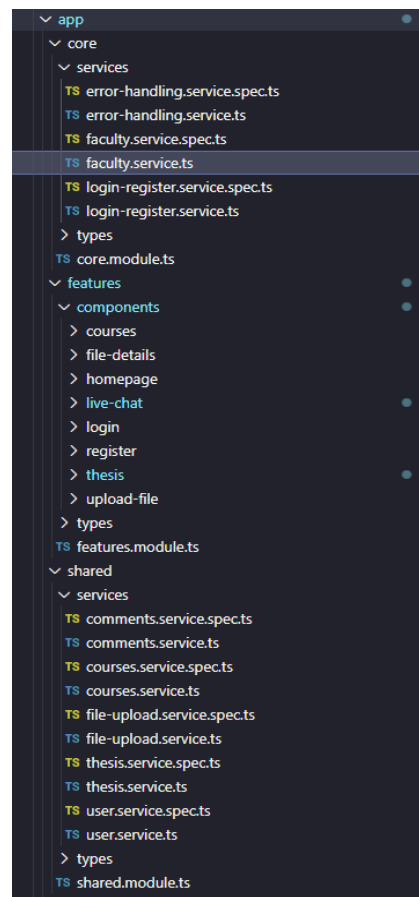 app
core
services
TS error-handling.service.spec.ts
TS error-handling.service.ts
TS faculty.service.spec.ts
TS faculty.service.ts
TS login-register.service.spec.ts
TS login-register.service.ts
types
TS core.module.ts
features
components
courses
file-details
homepage
live-chat
login
register
thesis
upload-file
types
TS features.module.ts
shared
services
TS comments.service.spec.ts
TS comments.service.ts
TS courses.service.spec.ts
TS courses.service.ts
TS file-upload.service.spec.ts
TS file-upload.service.ts
TS thesis.service.spec.ts
TS thesis.service.ts
TS user.service.spec.ts
TS user.service.ts
types
TS shared.module.ts